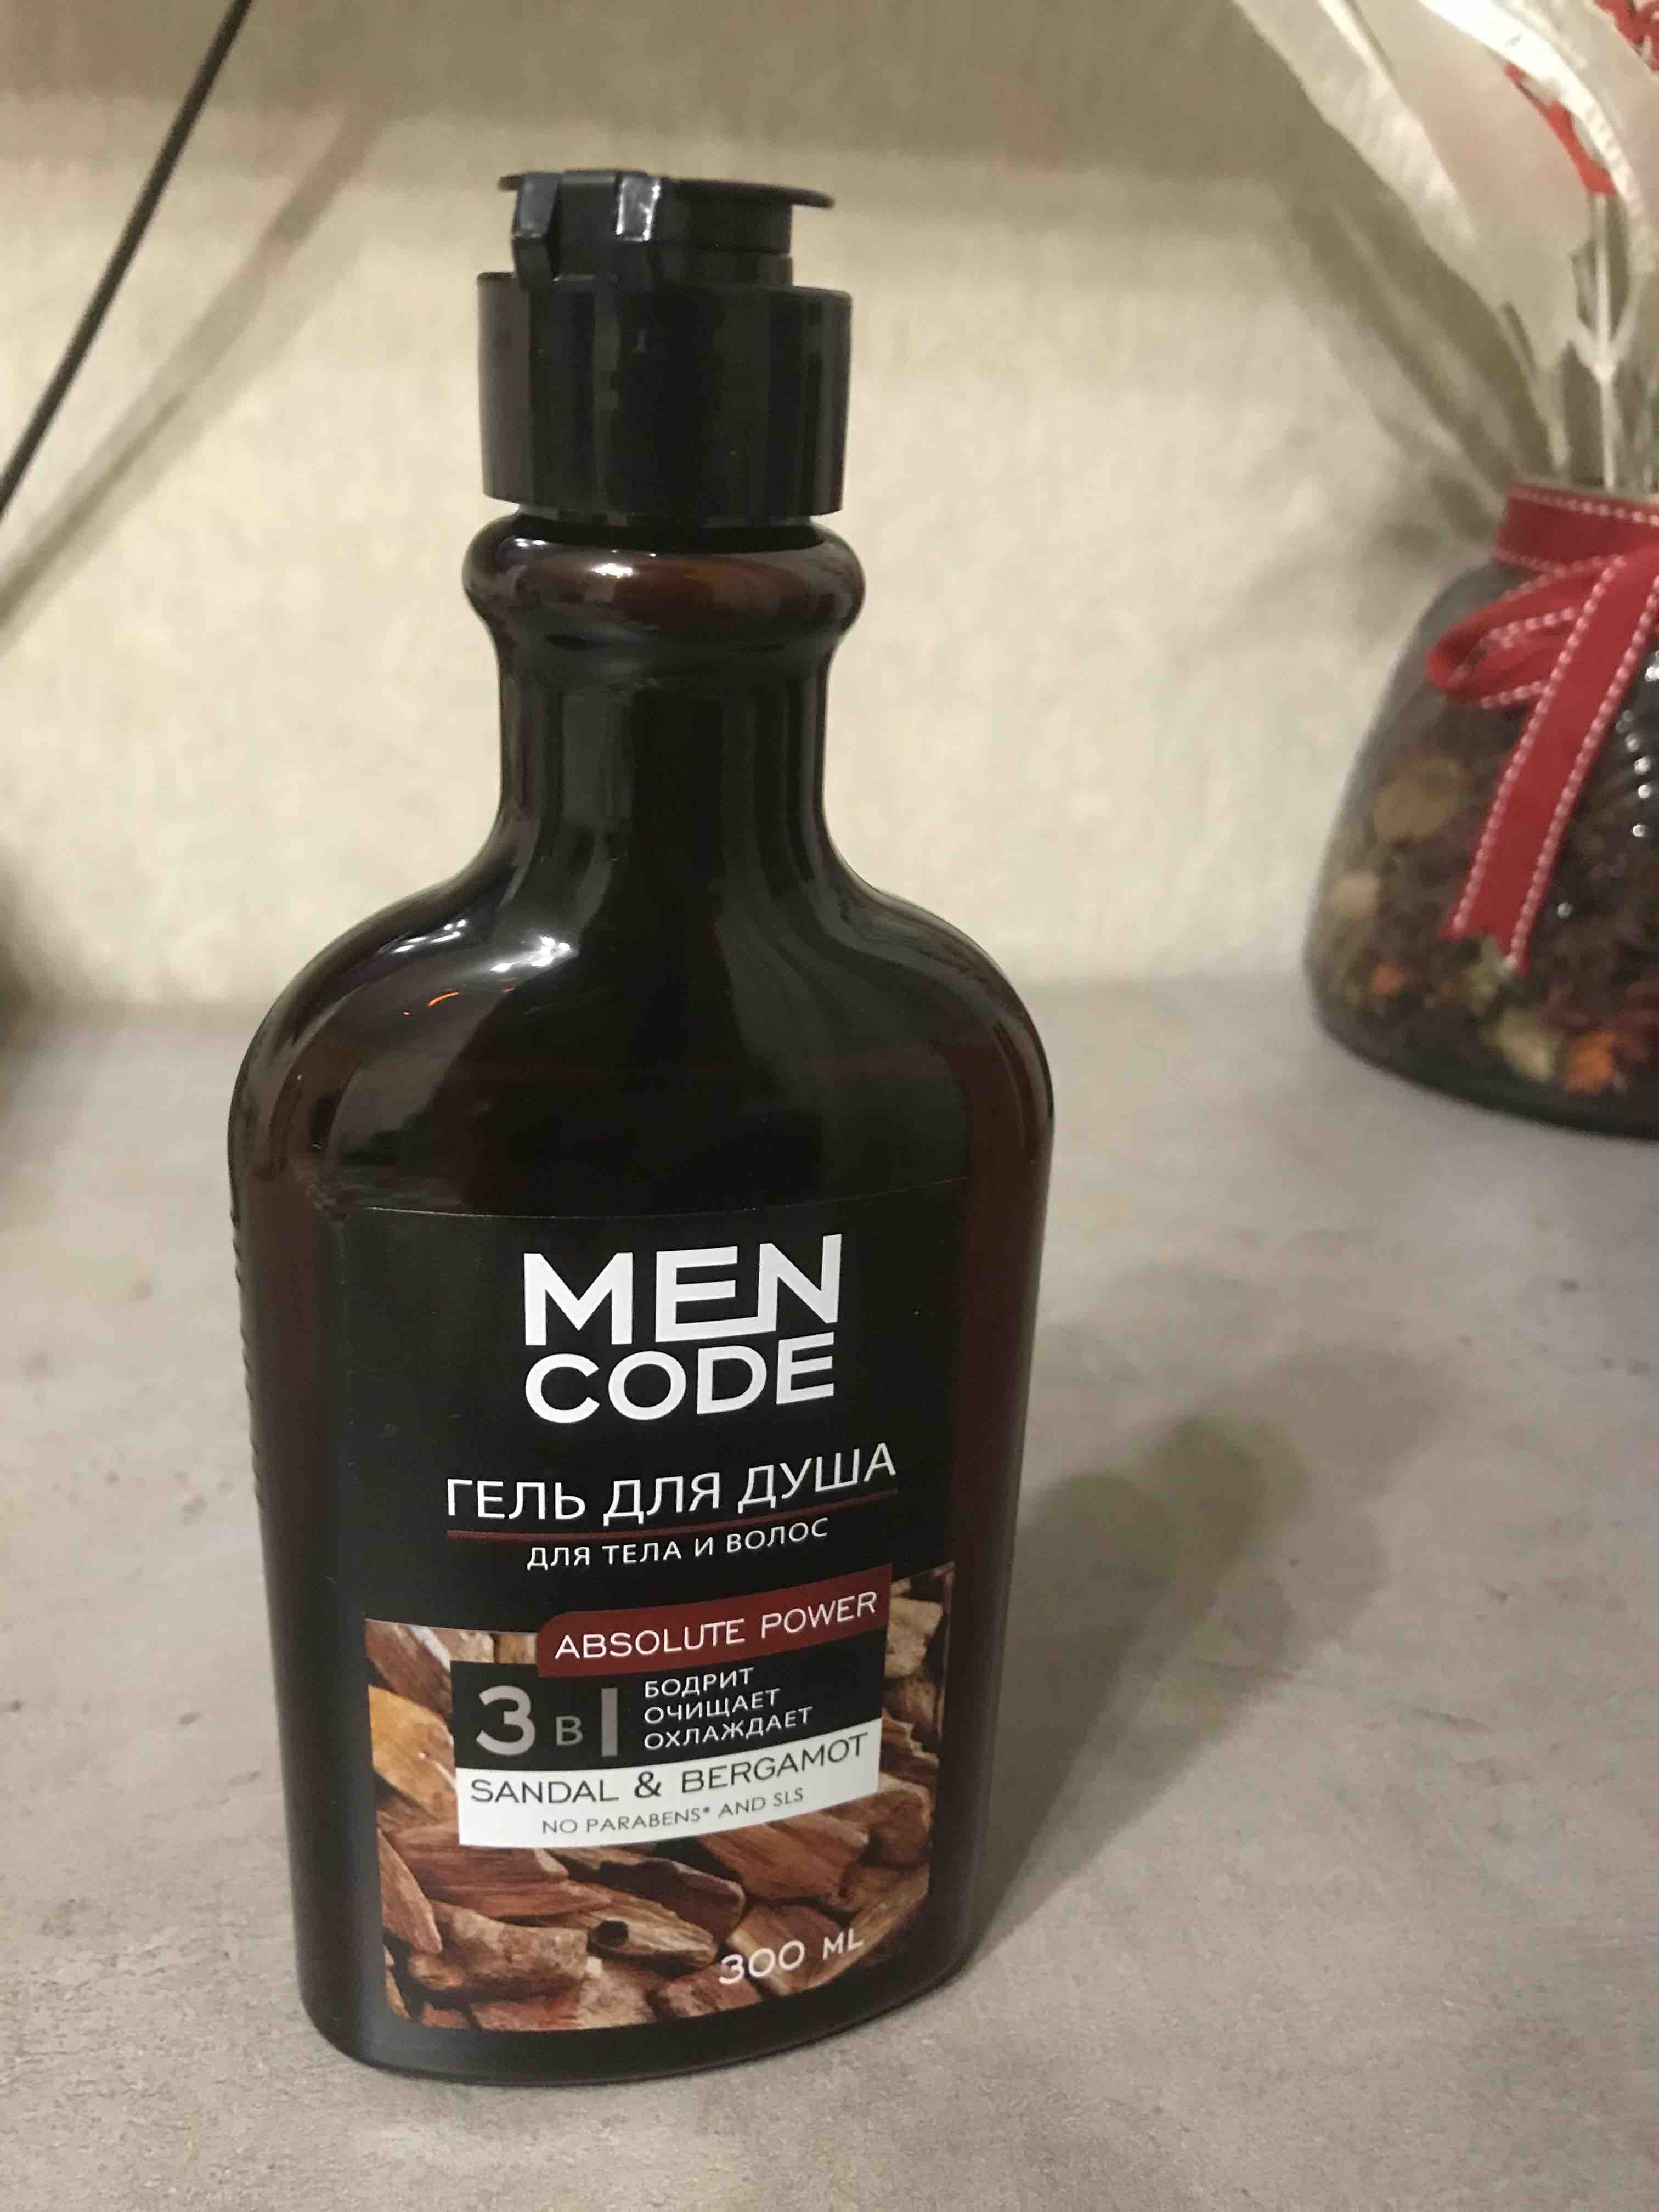 MEN
CODE
ГЕЛЬ ДЛЯ ДУША
ДЛЯ ТЕЛА И ВОЛОС
ABSOLUTE POWER
3 В 1
БОДРИТ
ОЧИЩАЕТ
ОХЛАЖДАЕТ
SANDAL & BERGAMOT
NO PARABENS* AND SLS
300 ML